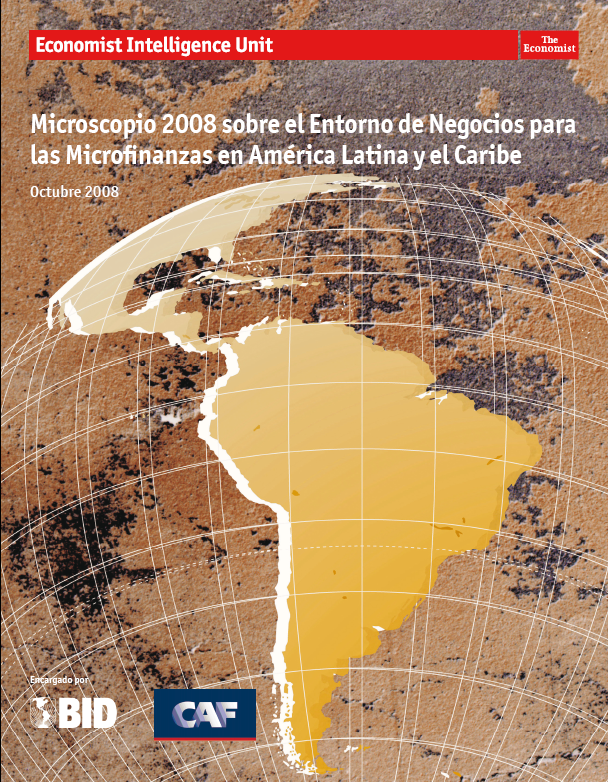 Economist Intelligence Unit
The
Economist
Microscopio 2008 sobre el Entorno de Negocios para
las Microfinanzas en América Latina y el Caribe
Octubre 2008
Encargado por
BID
CAF